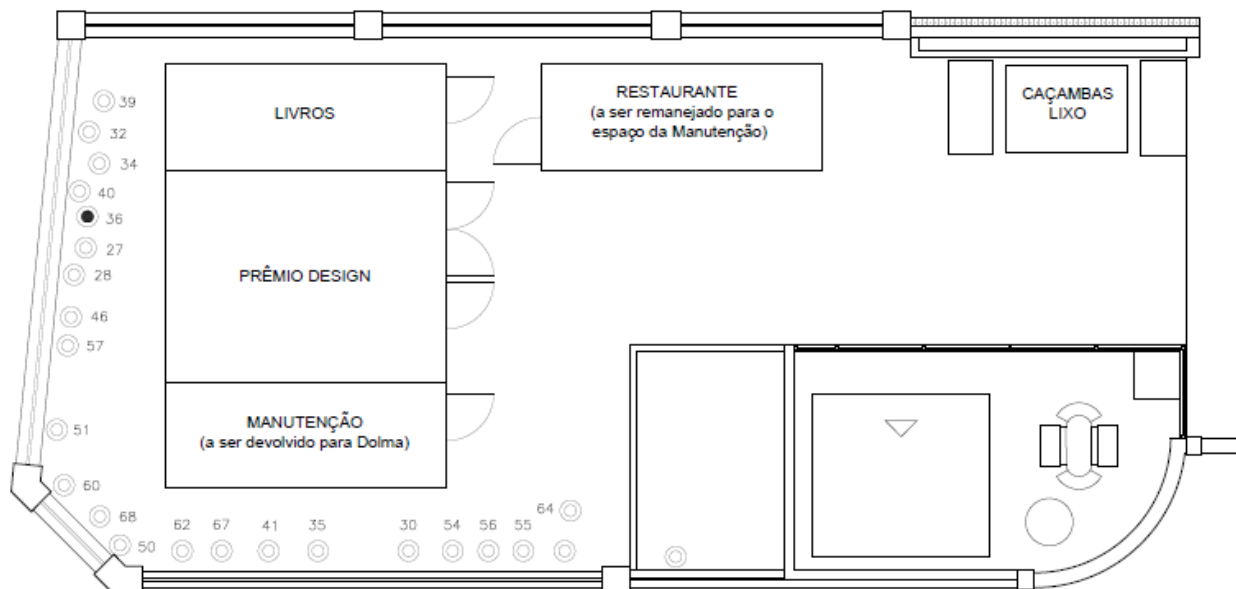 LIVROS
RESTAURANTE
(a ser remanejado para o
espaço da Manutenção)
CAÇAMBAS
LIXO
39
32
34
40
36
27
28
46
57
PRÊMIO DESIGN
MANUTENÇÃO
(a ser devolvido para Dolma)
51
60
68
50
62
67
41
35
30
54
56
55
64